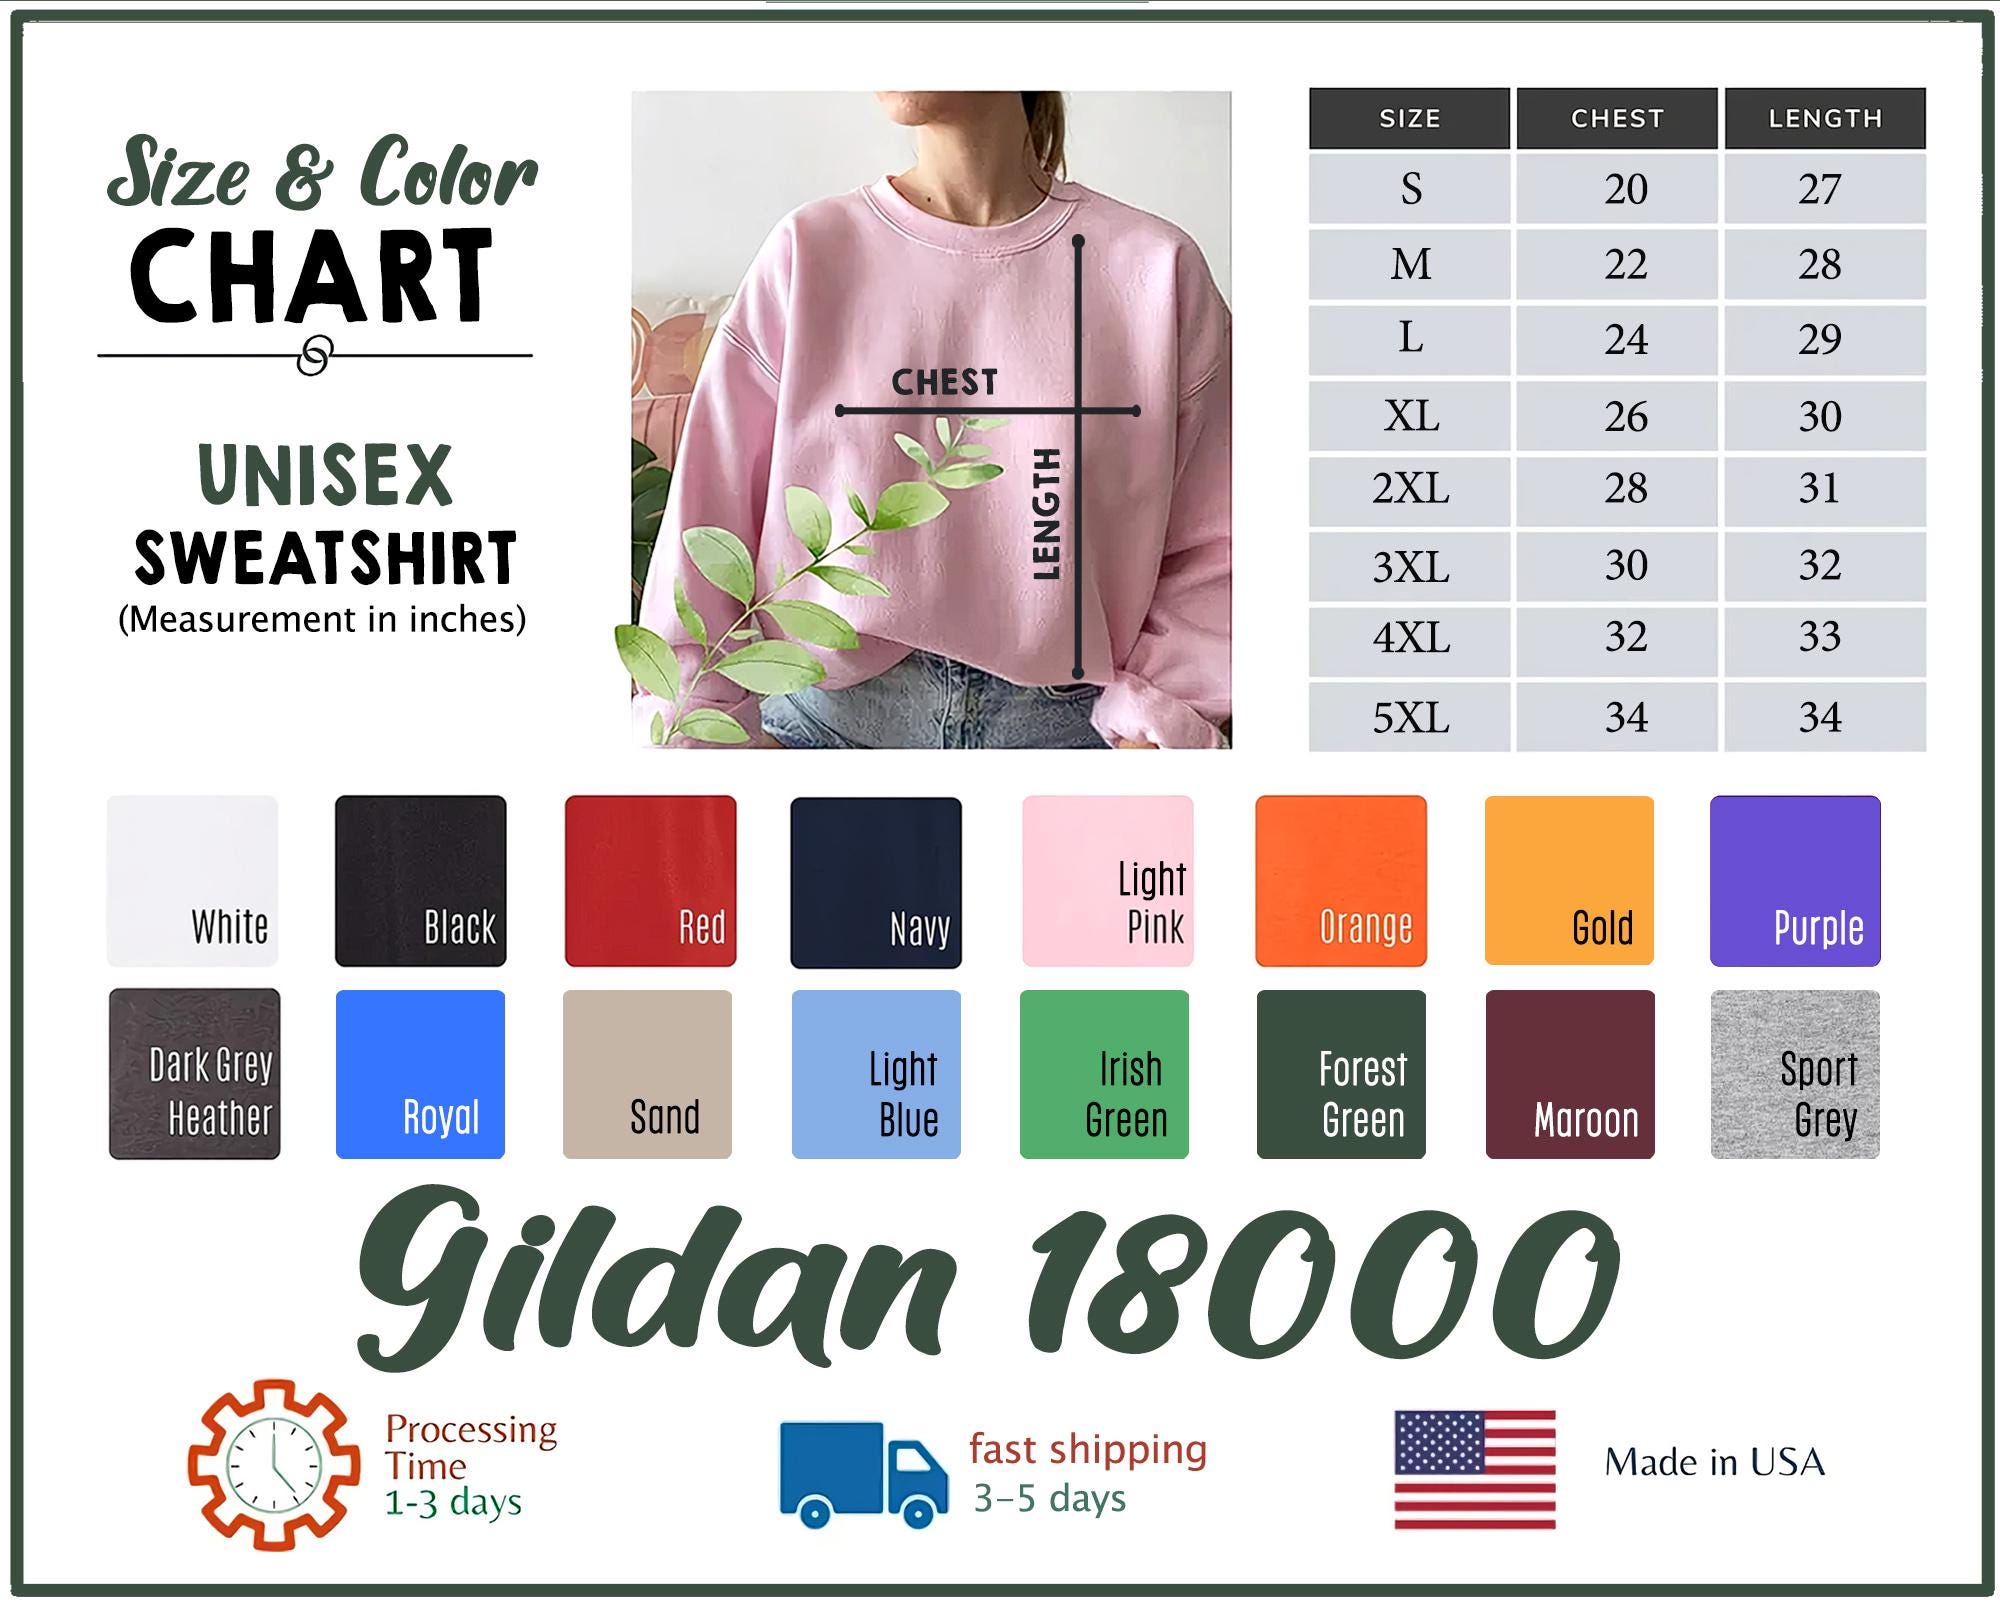 Size & Color
CHART
UNISEX
SWEATSHIRT
(Measurement in inches)
CHEST
LENGTH
SIZE CHEST LENGTH
S 20 27
M 22 28
L 24 29
XL 26 30
2XL 28 31
3XL 30 32
4XL 32 33
5XL 34 34
White
Black
Red
Navy
Light
Pink
Orange
Gold
Purple
Dark Grey
Heather
Royal
Sand
Light
Blue
Irish
Green
Forest
Green
Maroon
Sport
Grey
Gildan 18000
Processing
Time
1-3 days
fast shipping
3-5 days
Made in USA